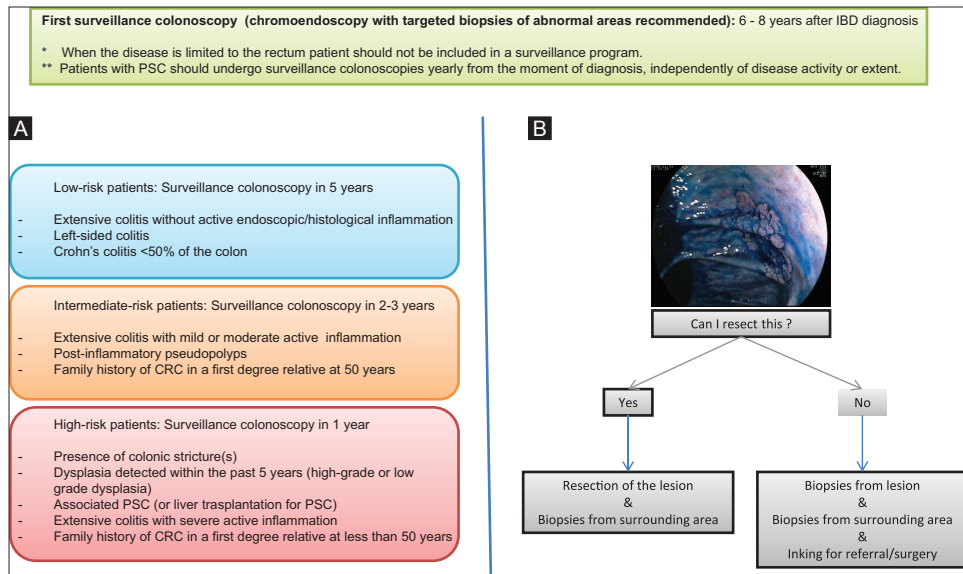 First surveillance colonoscopy (chromoendoscopy with targeted biopsies of abnormal areas recommended): 6 - 8 years after IBD diagnosis
* When the disease is limited to the rectum patient should not be included in a surveillance program.
** Patients with PSC should undergo surveillance colonoscopies yearly from the moment of diagnosis, independently of disease activity or extent.
A
Low-risk patients: Surveillance colonoscopy in 5 years
- Extensive colitis without active endoscopic/histological inflammation
- Left-sided colitis
- Crohn's colitis <50% of the colon
Intermediate-risk patients: Surveillance colonoscopy in 2-3 years
- Extensive colitis with mild or moderate active inflammation
- Post-inflammatory pseudopolyps
- Family history of CRC in a first degree relative at 50 years
High-risk patients: Surveillance colonoscopy in 1 year
- Presence of colonic stricture(s)
- Dysplasia detected within the past 5 years (high-grade or low
grade dysplasia)
- Associated PSC (or liver trasplantation for PSC)
- Extensive colitis with severe active inflammation
- Family history of CRC in a first degree relative at less than 50 years
B
Can I resect this ?
Yes
No
Resection of the lesion
&
Biopsies from surrounding area
Biopsies from lesion
&
Biopsies from surrounding area
&
Inking for referral/surgery